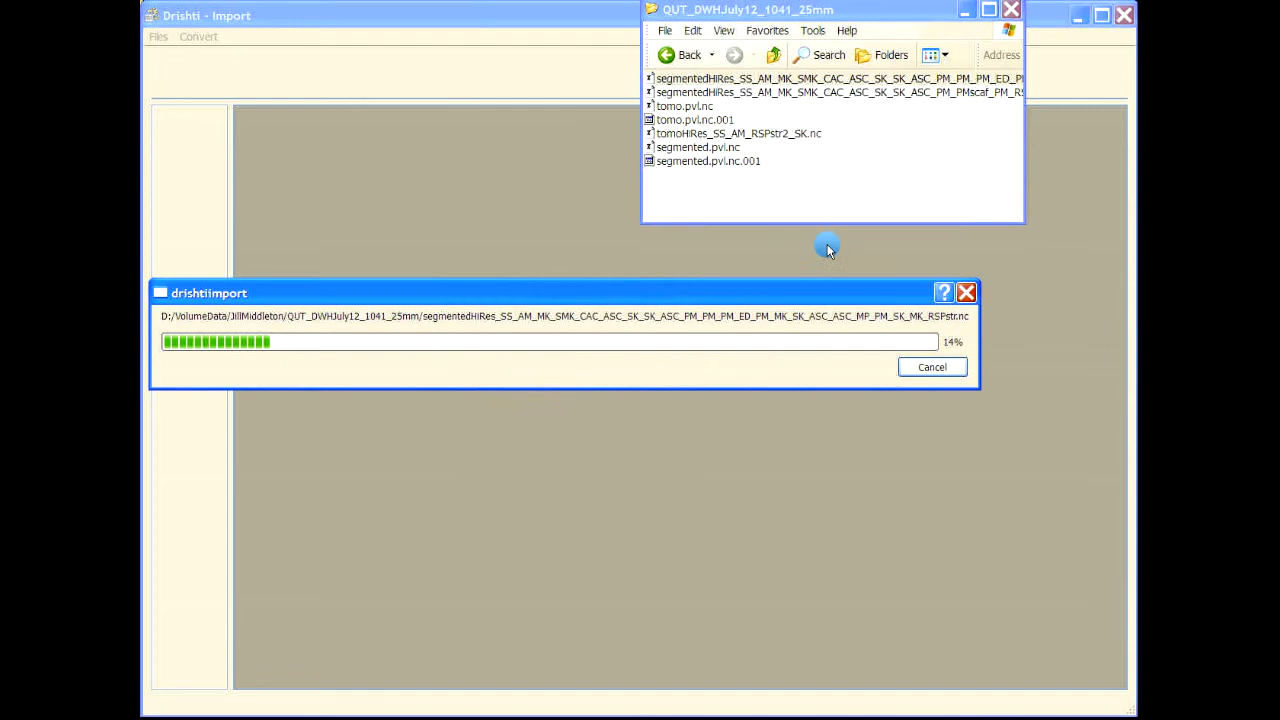 Drishti - Import
Files Convert
QUT_DWHJuly12_1041_25mm
File Edit View Favorites Tools Help
Back Search Folders Address
segmentedHiRes_SS_AM_MK_SMK_CAC_ASC_SK_SK_ASC_PM_PM_PM_ED_P
segmentedHiRes_SS_AM_MK_SMK_CAC_ASC_SK_SK_ASC_PM_PMscaf_PM_RS
tomo.pvl.nc
tomo.pvl.nc.001
tomoHiRes_SS_AM_RSPstr2_SK.nc
segmented.pvl.nc
segmented.pvl.nc.001
drishtiimport
D:/VolumeData/JillMiddleton/QUT_DWHJuly12_1041_25mm/segmentedHiRes_SS_AM_MK_SMK_CAC_ASC_SK_SK_ASC_PM_PM_PM_ED_PM_MK_SK_ASC_ASC_MP_PM_SK_MK_RSPstr.nc
14%
Cancel